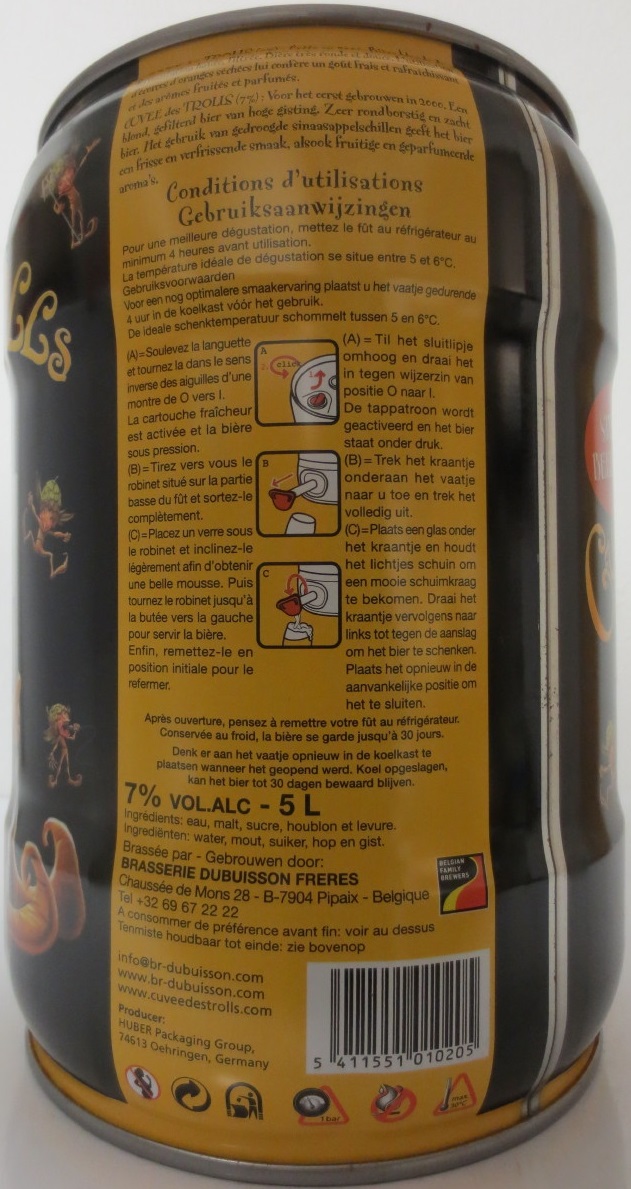 d'écorces d'oranges séchées lui confère un goût frais et rafraîchissant
et des arômes fruités et parfumés.
CUVEE des TROLLS (7%) : Voor het eerst gebrouwen in 2000. Een
blond, gefilterd bier van hoge gisting. Zeer rondborstig en zacht
bier. Het gebruik van gedroogde sinaasappelschillen geeft het bier
een frisse en verfrissende smaak, alsook fruitige en geparfumeerde
aroma's.
Conditions d'utilisations
Gebruiksaanwijzingen
Pour une meilleure dégustation, mettez le fût au réfrigérateur au
minimum 4 heures avant utilisation.
La température idéale de dégustation se situe entre 5 et 6°C.
Gebruiksvoorwaarden
Voor een nog optimalere smaakervaring plaatst u het vaatje gedurende
4 uur in de koelkast vóór het gebruik.
De ideale schenktemperatuur schommelt tussen 5 en 6°C.
(A)=Soulevez la languette
et tournez la dans le sens
inverse des aiguilles d'une
montre de O vers I.
La cartouche fraîcheur
est activée et la bière
sous pression.
(B)=Tirez vers vous le
robinet situé sur la partie
basse du fût et sortez-le
complètement.
(C)=Placez un verre sous
le robinet et inclinez-le
légèrement afin d'obtenir
une belle mousse. Puis
tournez le robinet jusqu'à
la butée vers la gauche
pour servir la bière.
Enfin, remettez-le en
position initiale pour le
refermer.
A
2. click
1.
B
C
(A) = Til het sluitlipje
omhoog en draai het
in tegen wijzerzin van
positie O naar I.
De tappatroon wordt
geactiveerd en het bier
staat onder druk.
(B)=Trek het kraantje
onderaan het vaatje
naar u toe en trek het
volledig uit.
(C)=Plaats een glas onder
het kraantje en houdt
het lichtjes schuin om
een mooie schuimkraag
te bekomen. Draai het
kraantje vervolgens naar
links tot tegen de aanslag
om het bier te schenken.
Plaats het opnieuw in de
aanvankelijke positie om
het te sluiten.
Après ouverture, pensez à remettre votre fût au réfrigérateur.
Conservée au froid, la bière se garde jusqu'à 30 jours.
Denk er aan het vaatje opnieuw in de koelkast te
plaatsen wanneer het geopend werd. Koel opgeslagen,
kan het bier tot 30 dagen bewaard blijven.
7% VOL.ALC - 5 L
Ingrédients: eau, malt, sucre, houblon et levure.
Ingrediënten: water, mout, suiker, hop en gist.
Brassée par - Gebrouwen door:
BRASSERIE DUBUISSON FRERES
Chaussée de Mons 28 - B-7904 Pipaix - Belgique
Tel +32 69 67 22 22
A consommer de préférence avant fin: voir au dessus
Tenmiste houdbaar tot einde: zie bovenop
BELGIAN
FAMILY
BREWERS
info@br-dubuisson.com
www.br-dubuisson.com
www.cuveedestrolls.com
Producer:
HUBER Packaging Group,
74613 Oehringen, Germany
5 411551 010205
1 bar
max
30°C
LLs